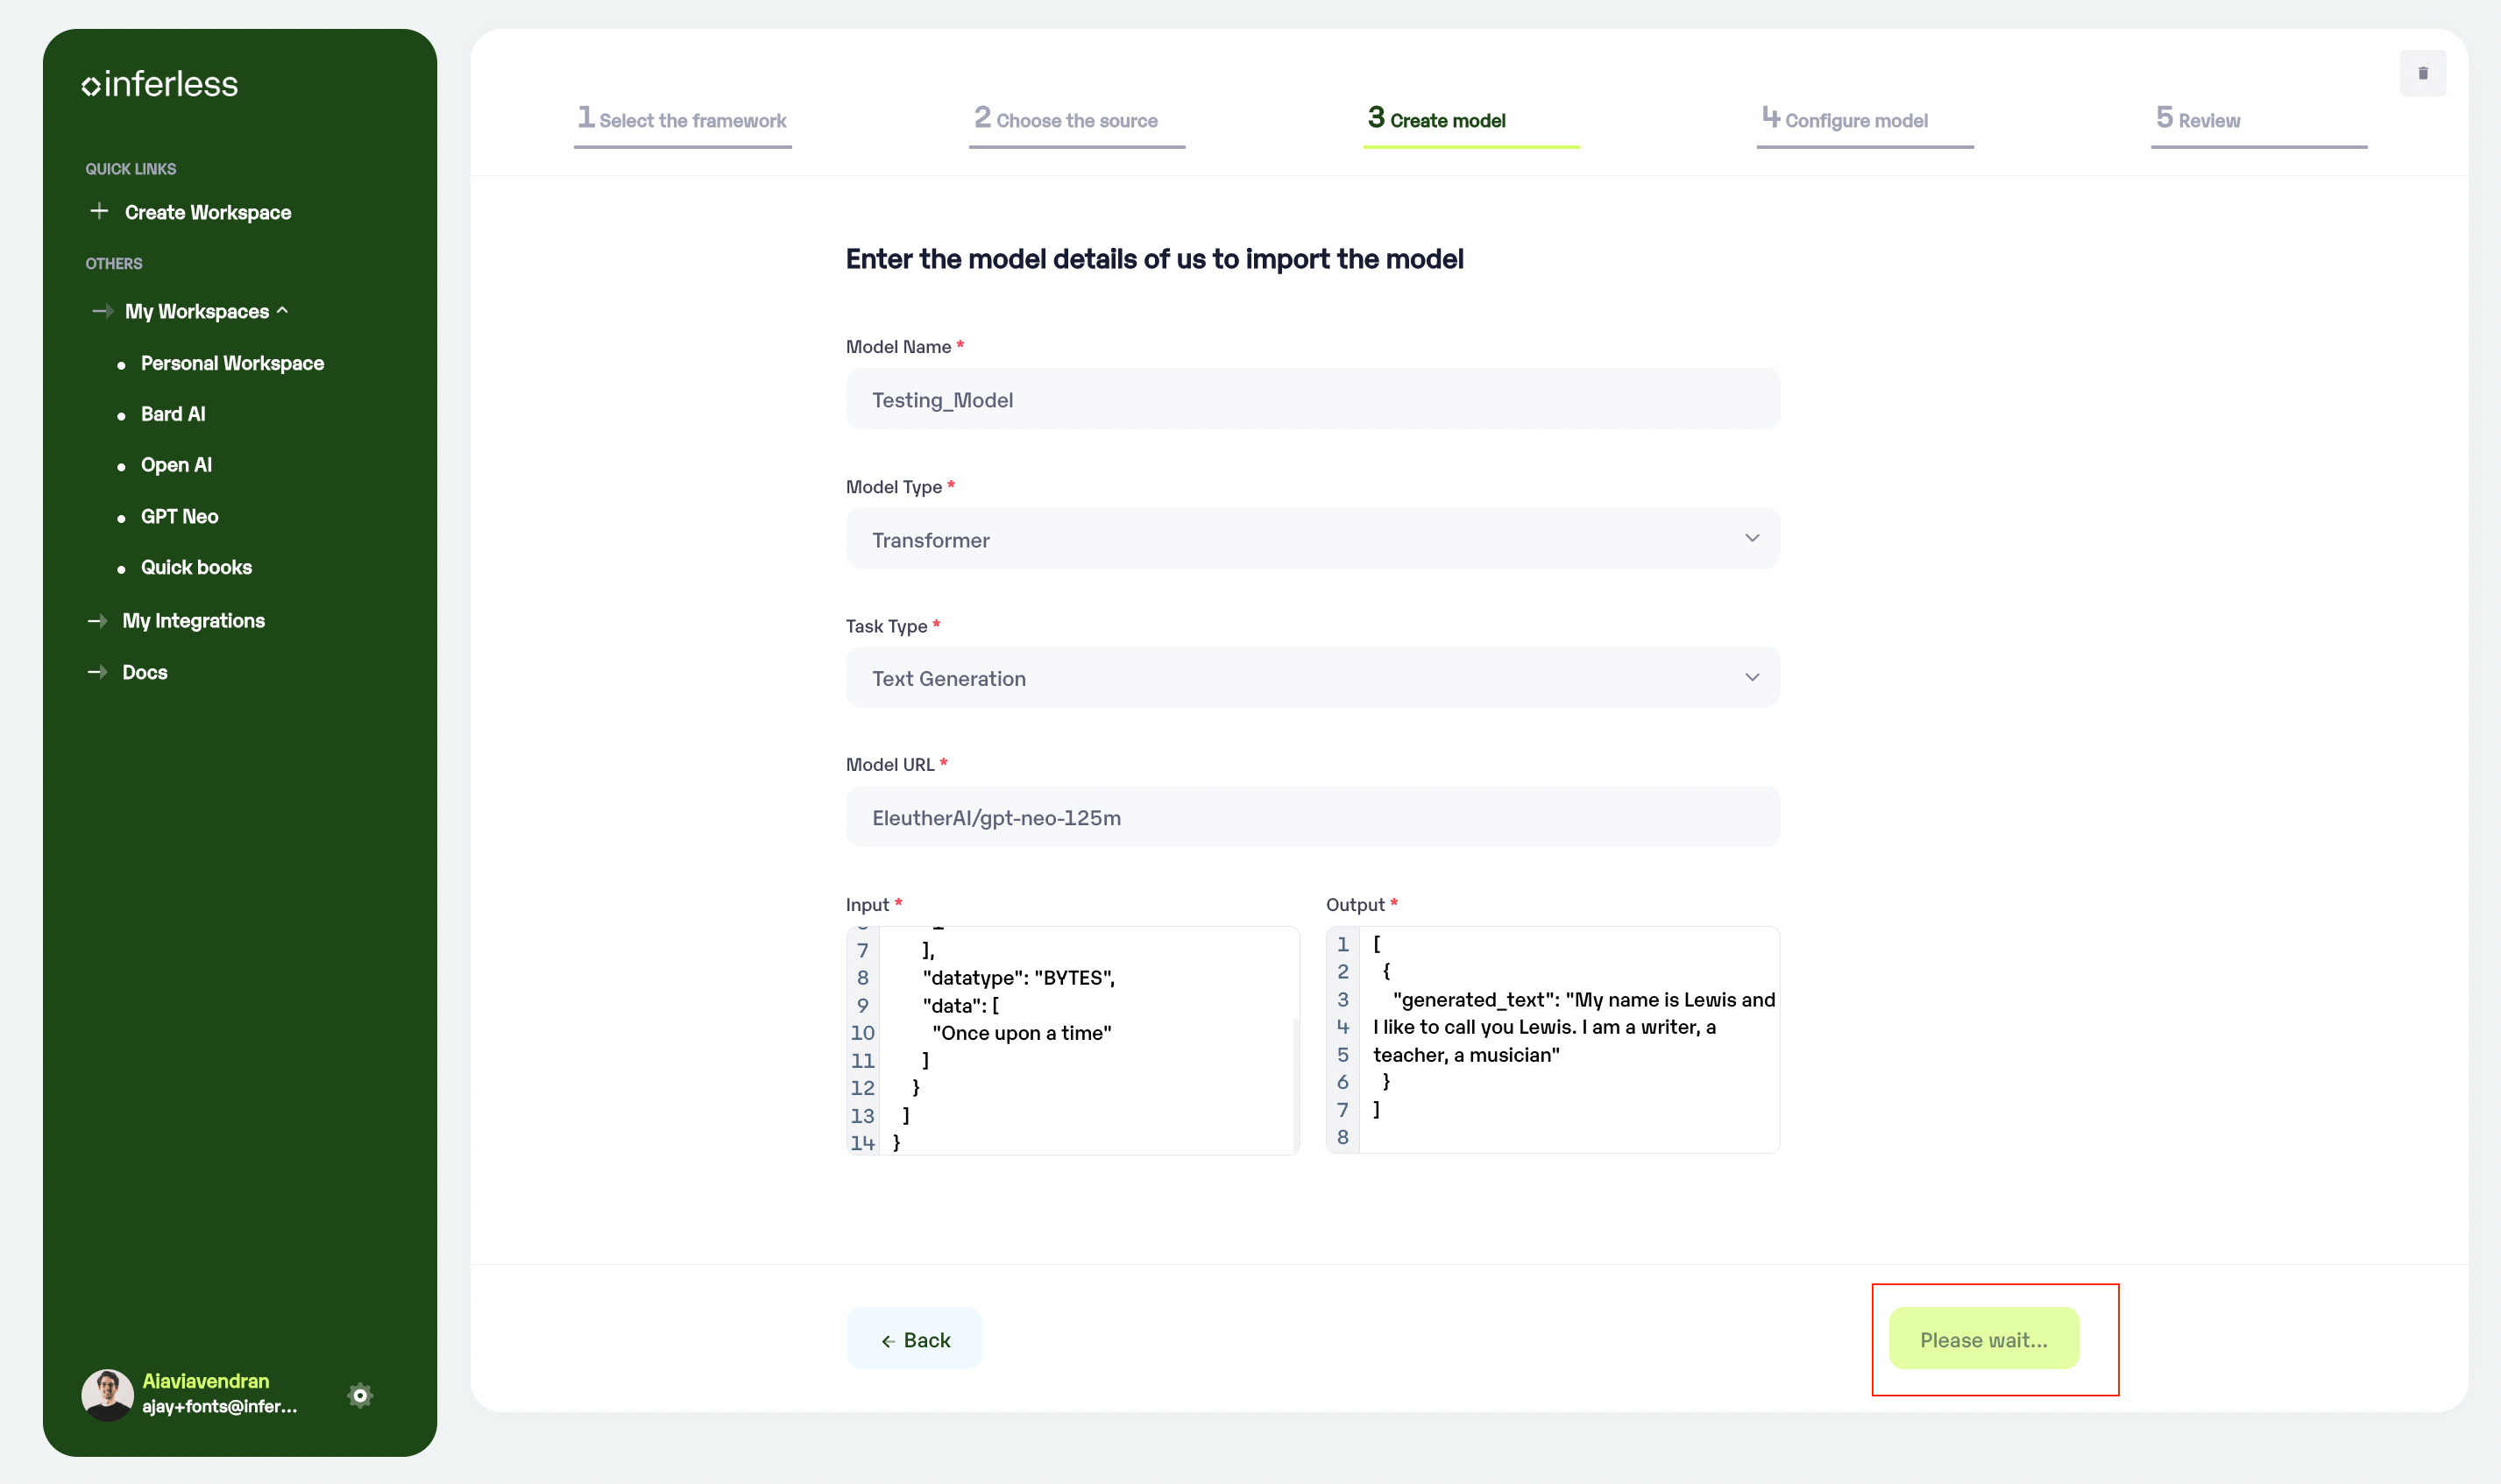 inferless
QUICK LINKS
Create Workspace
OTHERS
My Workspaces
Personal Workspace
Bard AI
Open AI
GPT Neo
Quick books
My Integrations
Docs
Aiaviavendran
ajay+fonts@infer...
1 Select the framework
2 Choose the source
3 Create model
4 Configure model
5 Review
Enter the model details of us to import the model
Model Name *
Testing_Model
Model Type *
Transformer
Task Type *
Text Generation
Model URL *
EleutherAI/gpt-neo-125m
Input *
7 ],
8 "datatype": "BYTES",
9 "data": [
10 "Once upon a time"
11 ]
12 }
13 ]
14 }
Output *
1 [
2 {
3 "generated_text": "My name is Lewis and
4 I like to call you Lewis. I am a writer, a
5 teacher, a musician"
6 }
7 ]
8
Back
Please wait...